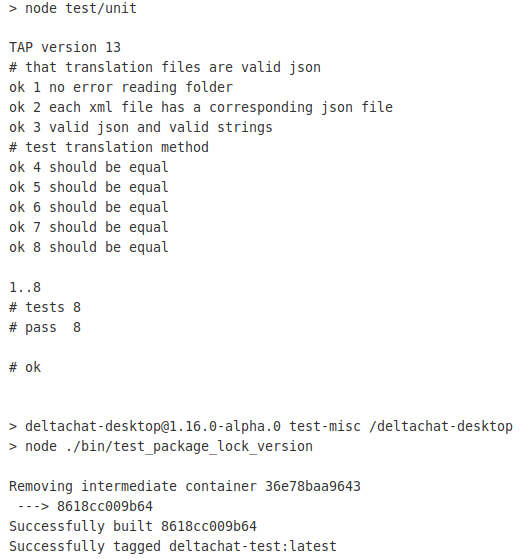 > node test/unit

TAP version 13
# that translation files are valid json
ok 1 no error reading folder
ok 2 each xml file has a corresponding json file
ok 3 valid json and valid strings
# test translation method
ok 4 should be equal
ok 5 should be equal
ok 6 should be equal
ok 7 should be equal
ok 8 should be equal

1..8
# tests 8
# pass  8

# ok


> deltachat-desktop@1.16.0-alpha.0 test-misc /deltachat-desktop
> node ./bin/test_package_lock_version

Removing intermediate container 36e78baa9643
 ---> 8618cc009b64
Successfully built 8618cc009b64
Successfully tagged deltachat-test:latest